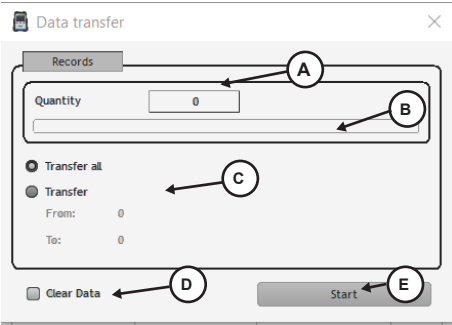 Data transfer
Records
A
Quantity 0
B
Transfer all
Transfer
C
From: 0
To: 0
D
E
Clear Data
Start